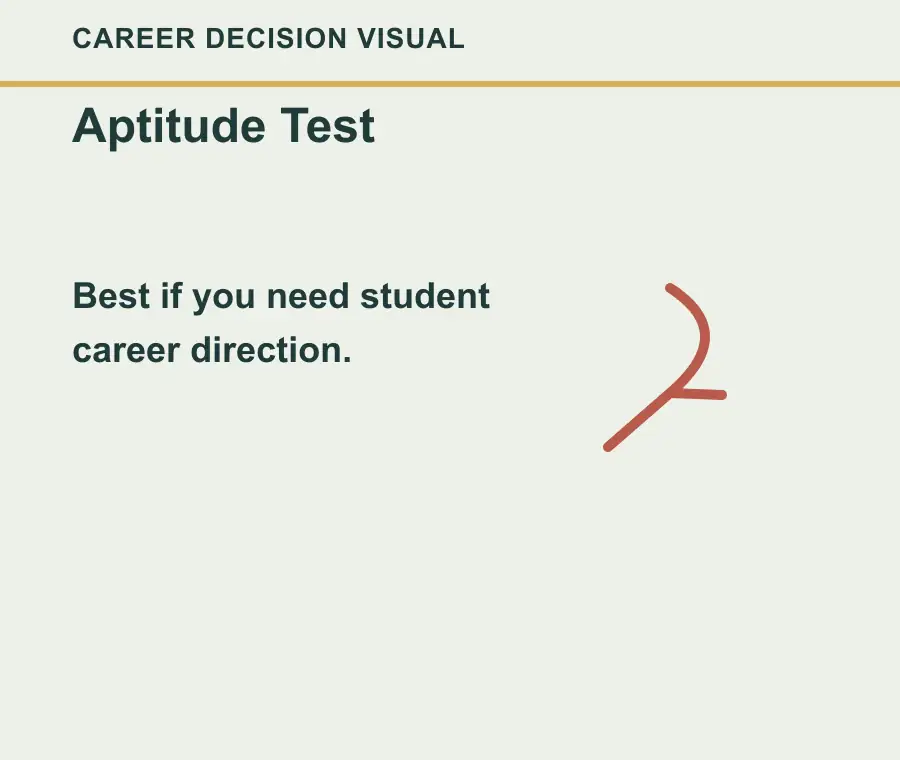 CAREER DECISION VISUAL
Aptitude Test
Best if you need student
career direction.